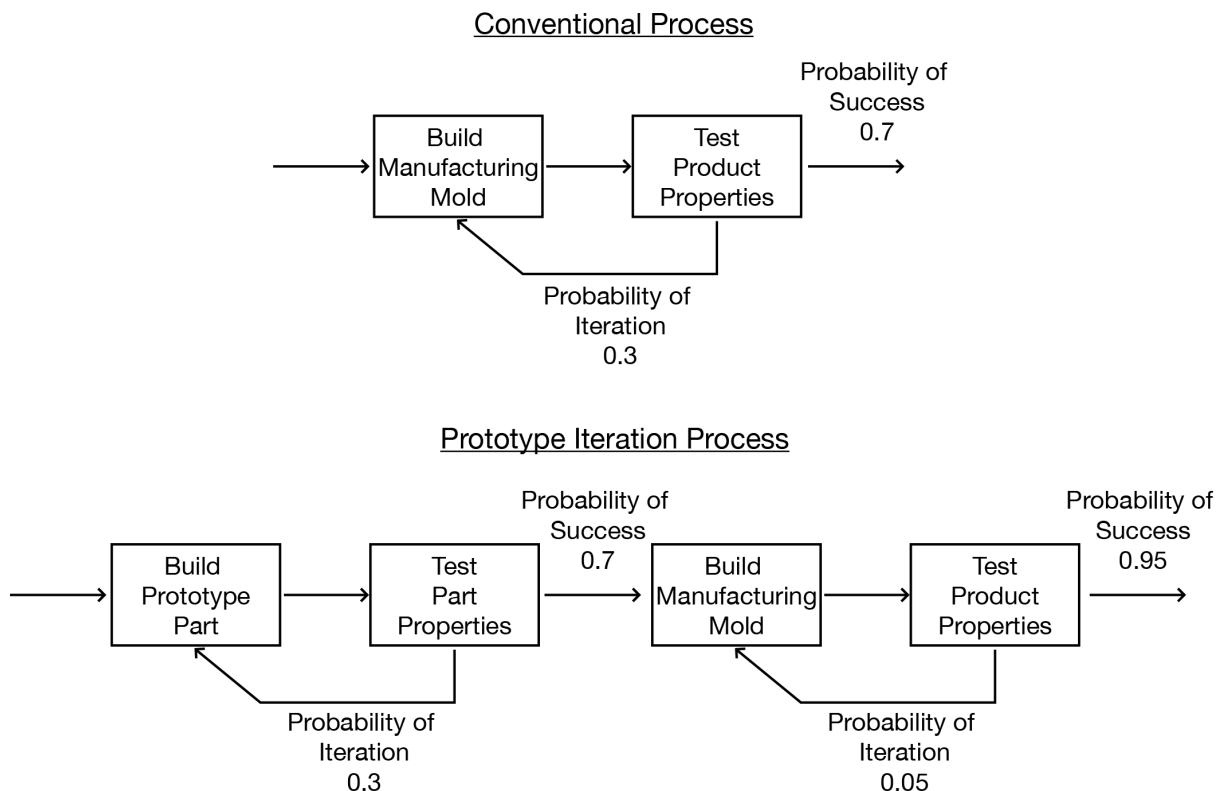 Conventional Process
Probability of
Success
0.7
Build
Manufacturing
Mold
Test
Product
Properties
Probability of
Iteration
0.3
Prototype Iteration Process
Probability of
Success
0.7
Probability of
Success
0.95
Build
Prototype
Part
Test
Part
Properties
Build
Manufacturing
Mold
Test
Product
Properties
Probability of
Iteration
0.3
Probability of
Iteration
0.05